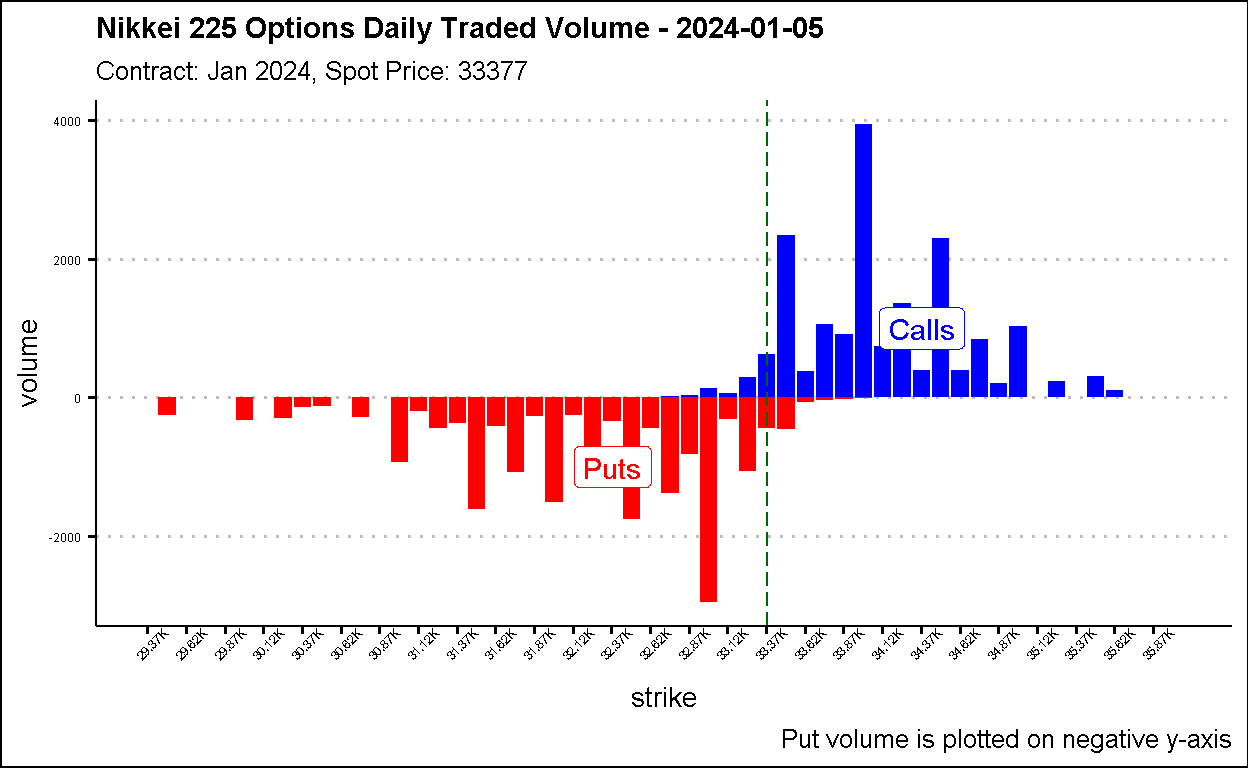 Nikkei 225 Options Daily Traded Volume - 2024-01-05
Contract: Jan 2024, Spot Price: 33377
volume
4000
2000
0
-2000
Calls
Puts
29.37K 29.62K 29.87K 30.12K 30.37K 30.62K 30.87K 31.12K 31.37K 31.62K 31.87K 32.12K 32.37K 32.62K 32.87K 33.12K 33.37K 33.62K 33.87K 34.12K 34.37K 34.62K 34.87K 35.12K 35.37K 35.62K 35.87K
strike
Put volume is plotted on negative y-axis